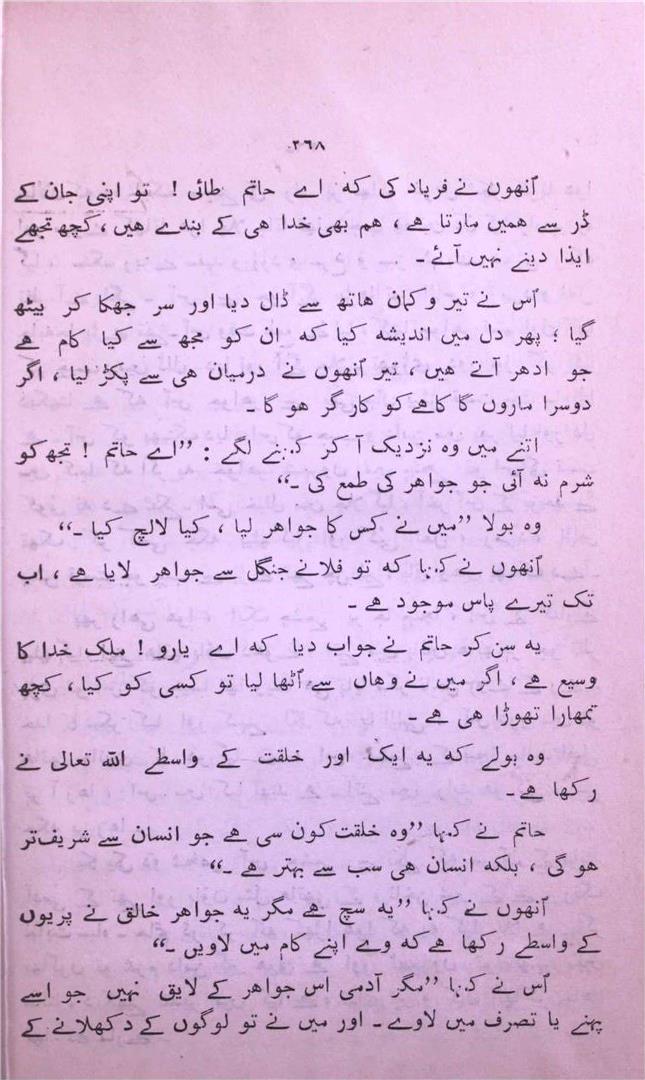 ۲۶۸
اُنھوں نے فریاد کی کہ اے حاتم طائی ! تو اپنی جان کے
ڈر سے ھمیں مارتا ہے ، ھم بھی خدا ھی کے بندے ھیں ، کچھ تجھے
ایذا دینے نہیں آئے ۔
اُس نے تیر و کمان ھاتھ سے ڈال دیا اور سر جھکا کر بیٹھ
گیا ؛ پھر دل میں اندیشہ کیا کہ ان کو مجھ سے کیا کام ہے
جو ادھر آتے ھیں ، تیر اُنھوں نے درمیان ھی سے پکڑ لیا ، اگر
دوسرا ماروں گا کاھے کو کارگر ھو گا ۔
اتنے میں وہ نزدیک آ کر کہنے لگے : ”اے حاتم ! تجھ کو
شرم نہ آئی جو جواھر کی طمع کی ۔“
وہ بولا ”میں نے کس کا جواھر لیا ، کیا لالچ کیا ۔“
اُنھوں نے کہا کہ تو فلانے جنگل سے جواھر لایا ہے ، اب
تک تیرے پاس موجود ہے ۔
یہ سن کر حاتم نے جواب دیا کہ اے یارو ! ملک خدا کا
وسیع ہے ، اگر میں نے وھاں سے اُٹھا لیا تو کسی کو کیا ، کچھ
تمھارا تھوڑا ھی ہے ۔
وہ بولے کہ یہ ایک اور خلقت کے واسطے اللہ تعالی نے
رکھا ہے ۔
حاتم نے کہا ”وہ خلقت کون سی ہے جو انسان سے شریف تر
ھو گی ، بلکہ انسان ھی سب سے بہتر ہے ۔“
اُنھوں نے کہا ”یہ سچ ہے مگر یہ جواھر خالق نے پریوں
کے واسطے رکھا ہے کہ وے اپنے کام میں لاویں ۔“
اُس نے کہا ”مگر آدمی اس جواھر کے لایق نہیں جو اسے
پہنے یا تصرف میں لاوے ۔ اور میں نے تو لوگوں کے دکھلانے کے